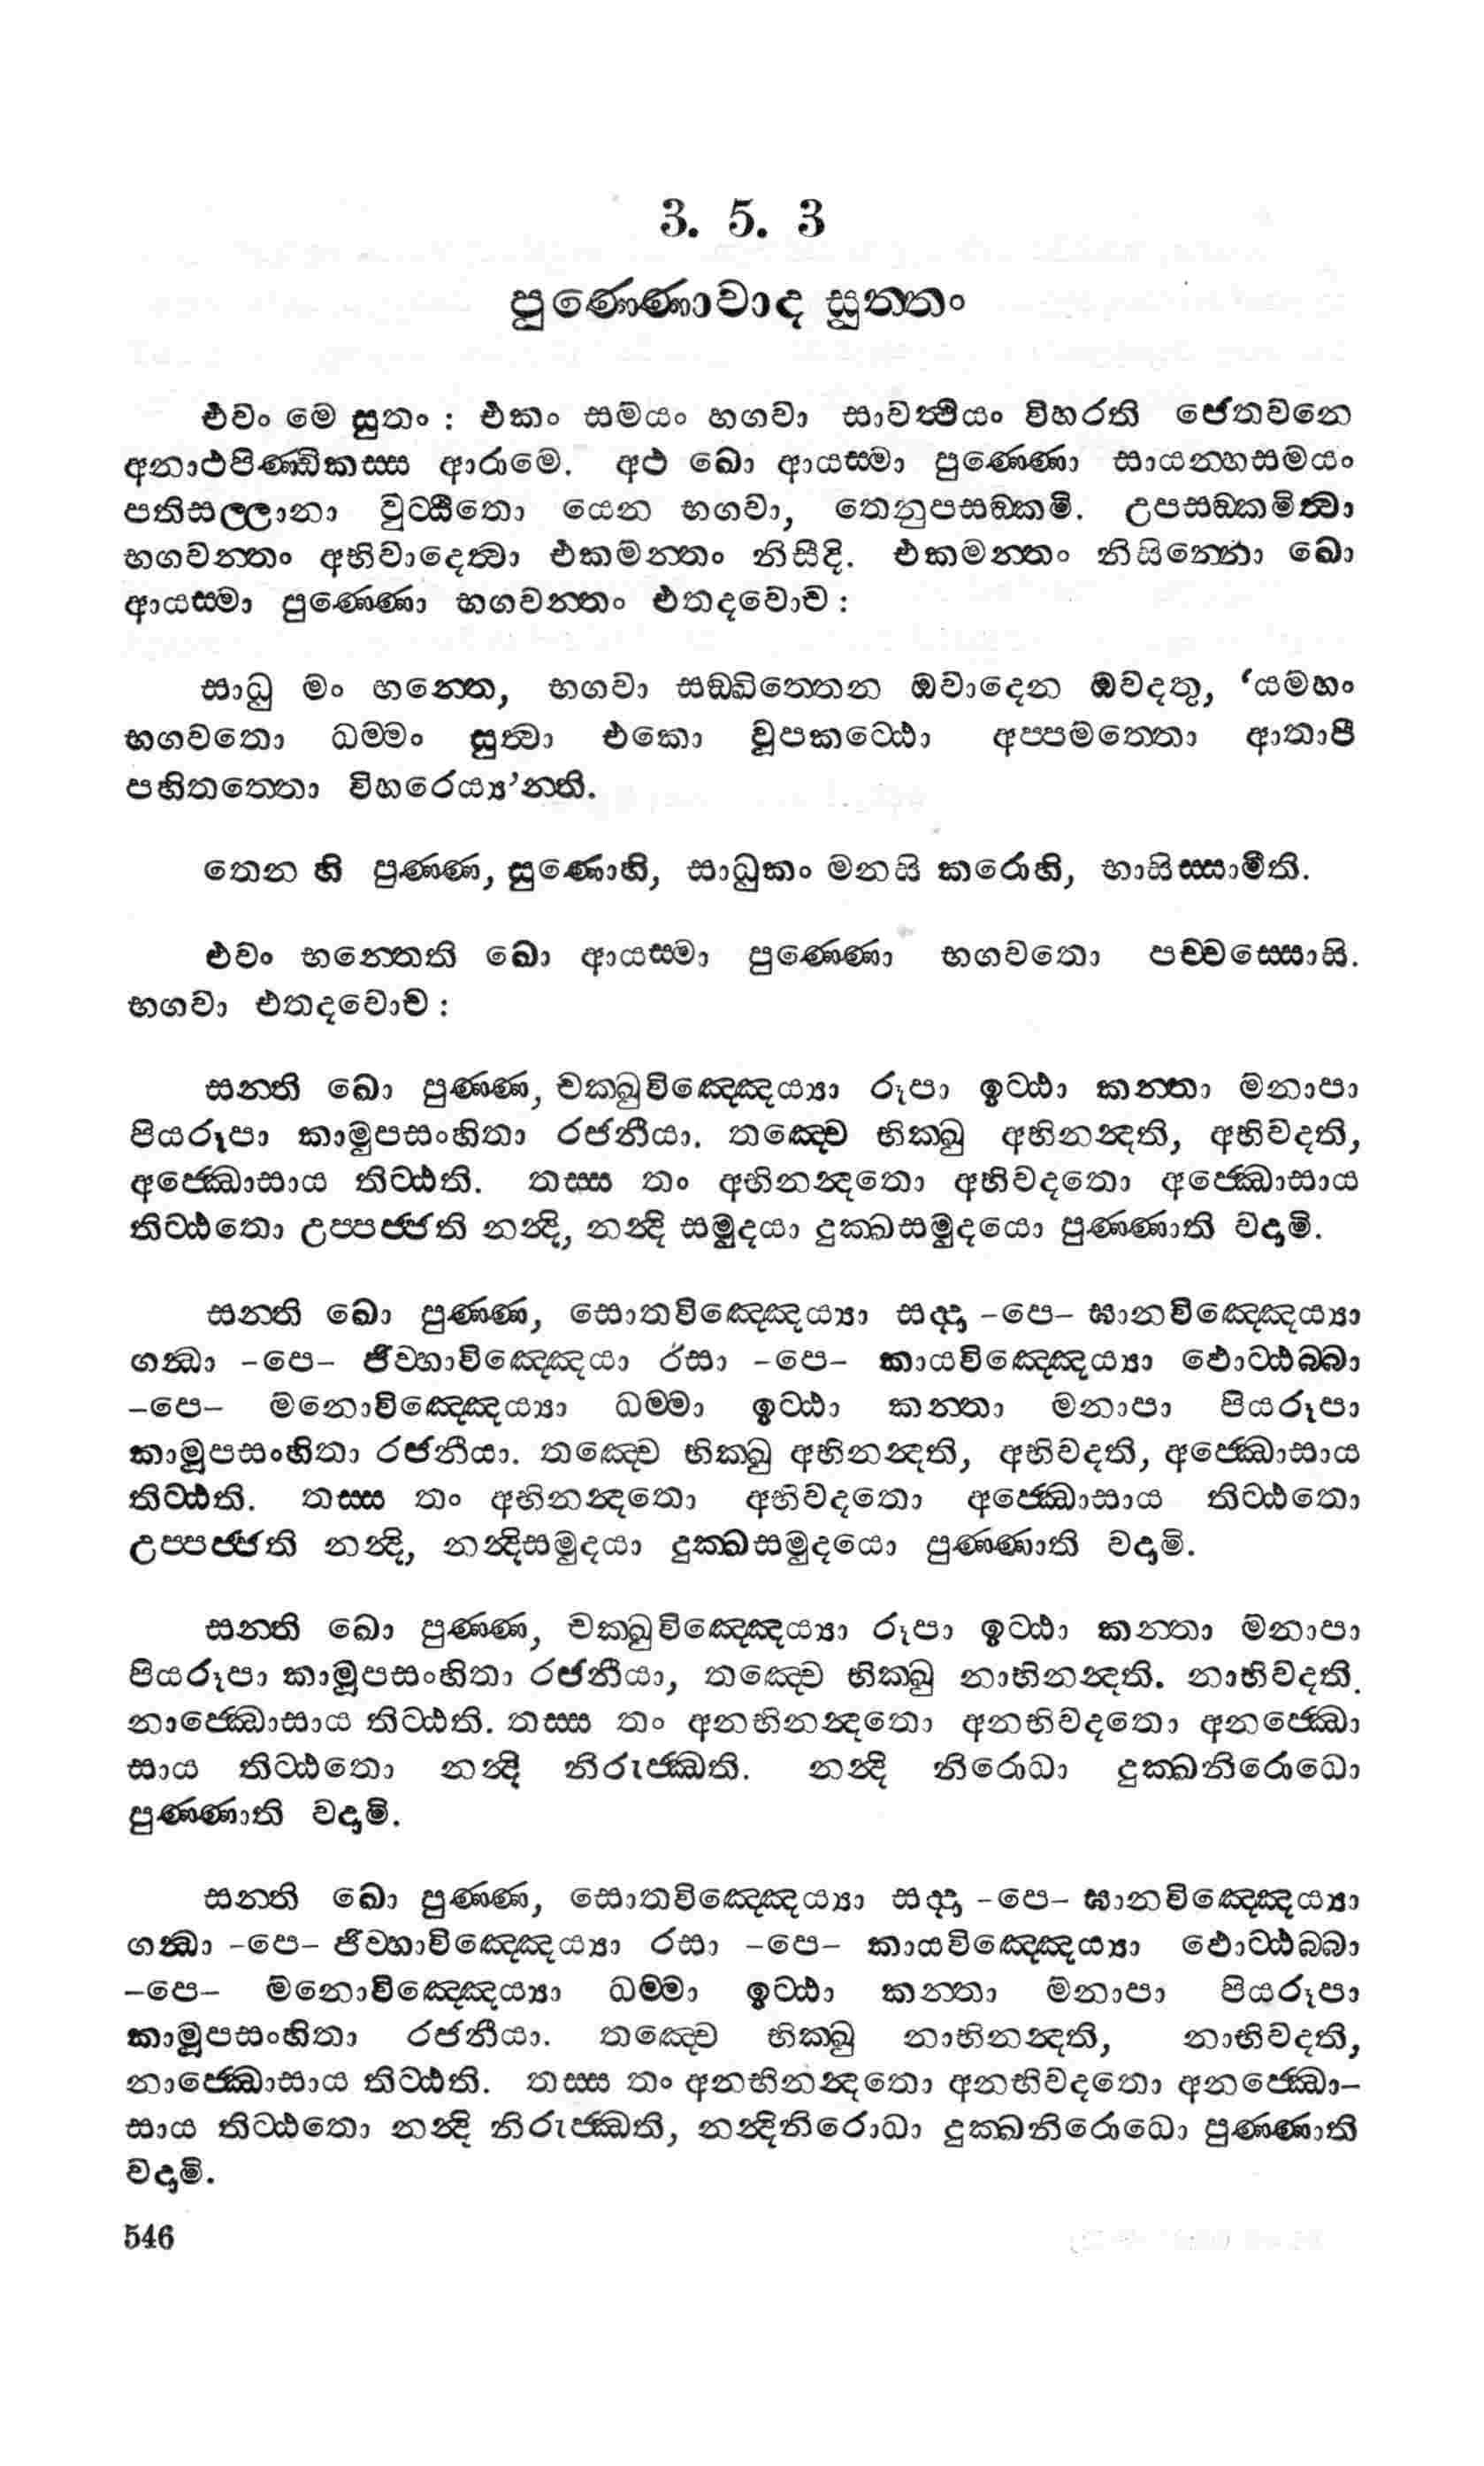 3. 5. 3
පුණ්ණොවාද සුත්තං
එවං මෙ සුතං : එකං සමයං භගවා සාවත්ථියං විහරති ජෙතවනෙ
අනාථපිණ්ඩිකස්ස ආරාමෙ. අථ ඛො ආයස්මා පුණ්ණො සායන්හසමයං
පතිසල්ලානා වුට්ඨිතො යෙන භගවා, තෙනුපසඞ්කමි. උපසඞ්කමිත්වා
භගවන්තං අභිවාදෙත්වා එකමන්තං නිසීදි. එකමන්තං නිසින්නො ඛො
ආයස්මා පුණ්ණො භගවන්තං එතදවොච :
සාධු මං භන්තෙ, භගවා සඞ්ඛිත්තෙන ඔවාදෙන ඔවදතු, ‘යමහං
භගවතො ධම්මං සුත්වා එකො වූපකට්ඨො අප්පමත්තො ආතාපී
පහිතත්තො විහරෙය්‍ය’න්ති.
තෙන හි පුණ්ණ, සුණොහි, සාධුකං මනසි කරොහි, භාසිස්සාමීති.
එවං භන්තෙති ඛො ආයස්මා පුණ්ණො භගවතො පච්චස්සොසි.
භගවා එතදවොච :
සන්ති ඛො පුණ්ණ, චක්ඛුවිඤ්ඤෙය්‍යා රූපා ඉට්ඨා කන්තා මනාපා
පියරූපා කාමුපසංහිතා රජනීයා. තඤ්චෙ භික්ඛු අභිනන්දති, අභිවදති,
අජ්ඣොසාය තිට්ඨති. තස්ස තං අභිනන්දතො අභිවදතො අජ්ඣොසාය
තිට්ඨතො උප්පජ්ජති නන්දි, නන්දි සමුදයා දුක්ඛසමුදයො පුණ්ණාති වදාමි.
සන්ති ඛො පුණ්ණ, සොතවිඤ්ඤෙය්‍යා සද්දා -පෙ- ඝානවිඤ්ඤෙය්‍යා
ගන්ධා -පෙ- ජිව්හාවිඤ්ඤෙයා රසා -පෙ- කායවිඤ්ඤෙය්‍යා ඵොට්ඨබ්බා
-පෙ- මනොවිඤ්ඤෙය්‍යා ධම්මා ඉට්ඨා කන්තා මනාපා පියරූපා
කාමූපසංහිතා රජනීයා. තඤ්චෙ භික්ඛු අභිනන්දති, අභිවදති, අජ්ඣොසාය
තිට්ඨති. තස්ස තං අභිනන්දතො අභිවදතො අජ්ඣොසාය තිට්ඨතො
උප්පජ්ජති නන්දි, නන්දිසමුදයා දුක්ඛසමුදයො පුණ්ණාති වදාමි.
සන්ති ඛො පුණ්ණ, චක්ඛුවිඤ්ඤෙය්‍යා රූපා ඉට්ඨා කන්තා මනාපා
පියරූපා කාමූපසංහිතා රජනීයා, තඤ්චෙ භික්ඛු නාභිනන්දති. නාභිවදති.
නාජ්ඣොසාය තිට්ඨති. තස්ස තං අනභිනන්දතො අනභිවදතො අනජ්ඣො
සාය තිට්ඨතො නන්දි නිරුජ්ඣති. නන්දි නිරොධා දුක්ඛනිරොධො
පුණ්ණාති වදාමි.
සන්ති ඛො පුණ්ණ, සොතවිඤ්ඤෙය්‍යා සද්දා -පෙ- ඝානවිඤ්ඤෙය්‍යා
ගන්ධා -පෙ- ජිව්හාවිඤ්ඤෙය්‍යා රසා -පෙ- කායවිඤ්ඤෙය්‍යා ඵොට්ඨබ්බා
-පෙ- මනොවිඤ්ඤෙය්‍යා ධම්මා ඉට්ඨා කන්තා මනාපා පියරූපා
කාමූපසංහිතා රජනීයා. තඤ්චෙ භික්ඛු නාභිනන්දති, නාභිවදති,
නාජ්ඣොසාය තිට්ඨති. තස්ස තං අනභිනන්දතො අනභිවදතො අනජ්ඣො-
සාය තිට්ඨතො නන්දි නිරුජ්ඣති, නන්දිනිරොධා දුක්ඛනිරොධො පුණ්ණාති
වදාමි.
546